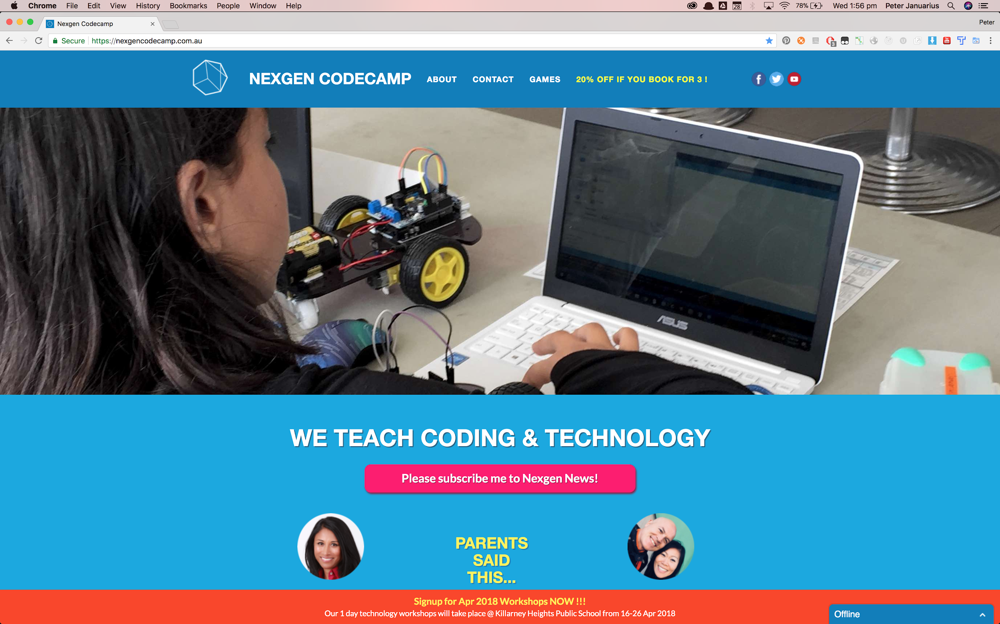 Chrome File Edit View History Bookmarks People Window Help 28 78% Wed 1:56 pm Peter Januarius
Nexgen Codecamp Peter
Secure https://nexgencodecamp.com.au 3
NEXGEN CODECAMP ABOUT CONTACT GAMES 20% OFF IF YOU BOOK FOR 3 !
ASUS
WE TEACH CODING & TECHNOLOGY
Please subscribe me to Nexgen News!
PARENTS
SAID
THIS...
Signup for Apr 2018 Workshops NOW !!!
Our 1 day technology workshops will take place @ Killarney Heights Public School from 16-26 Apr 2018
Offline